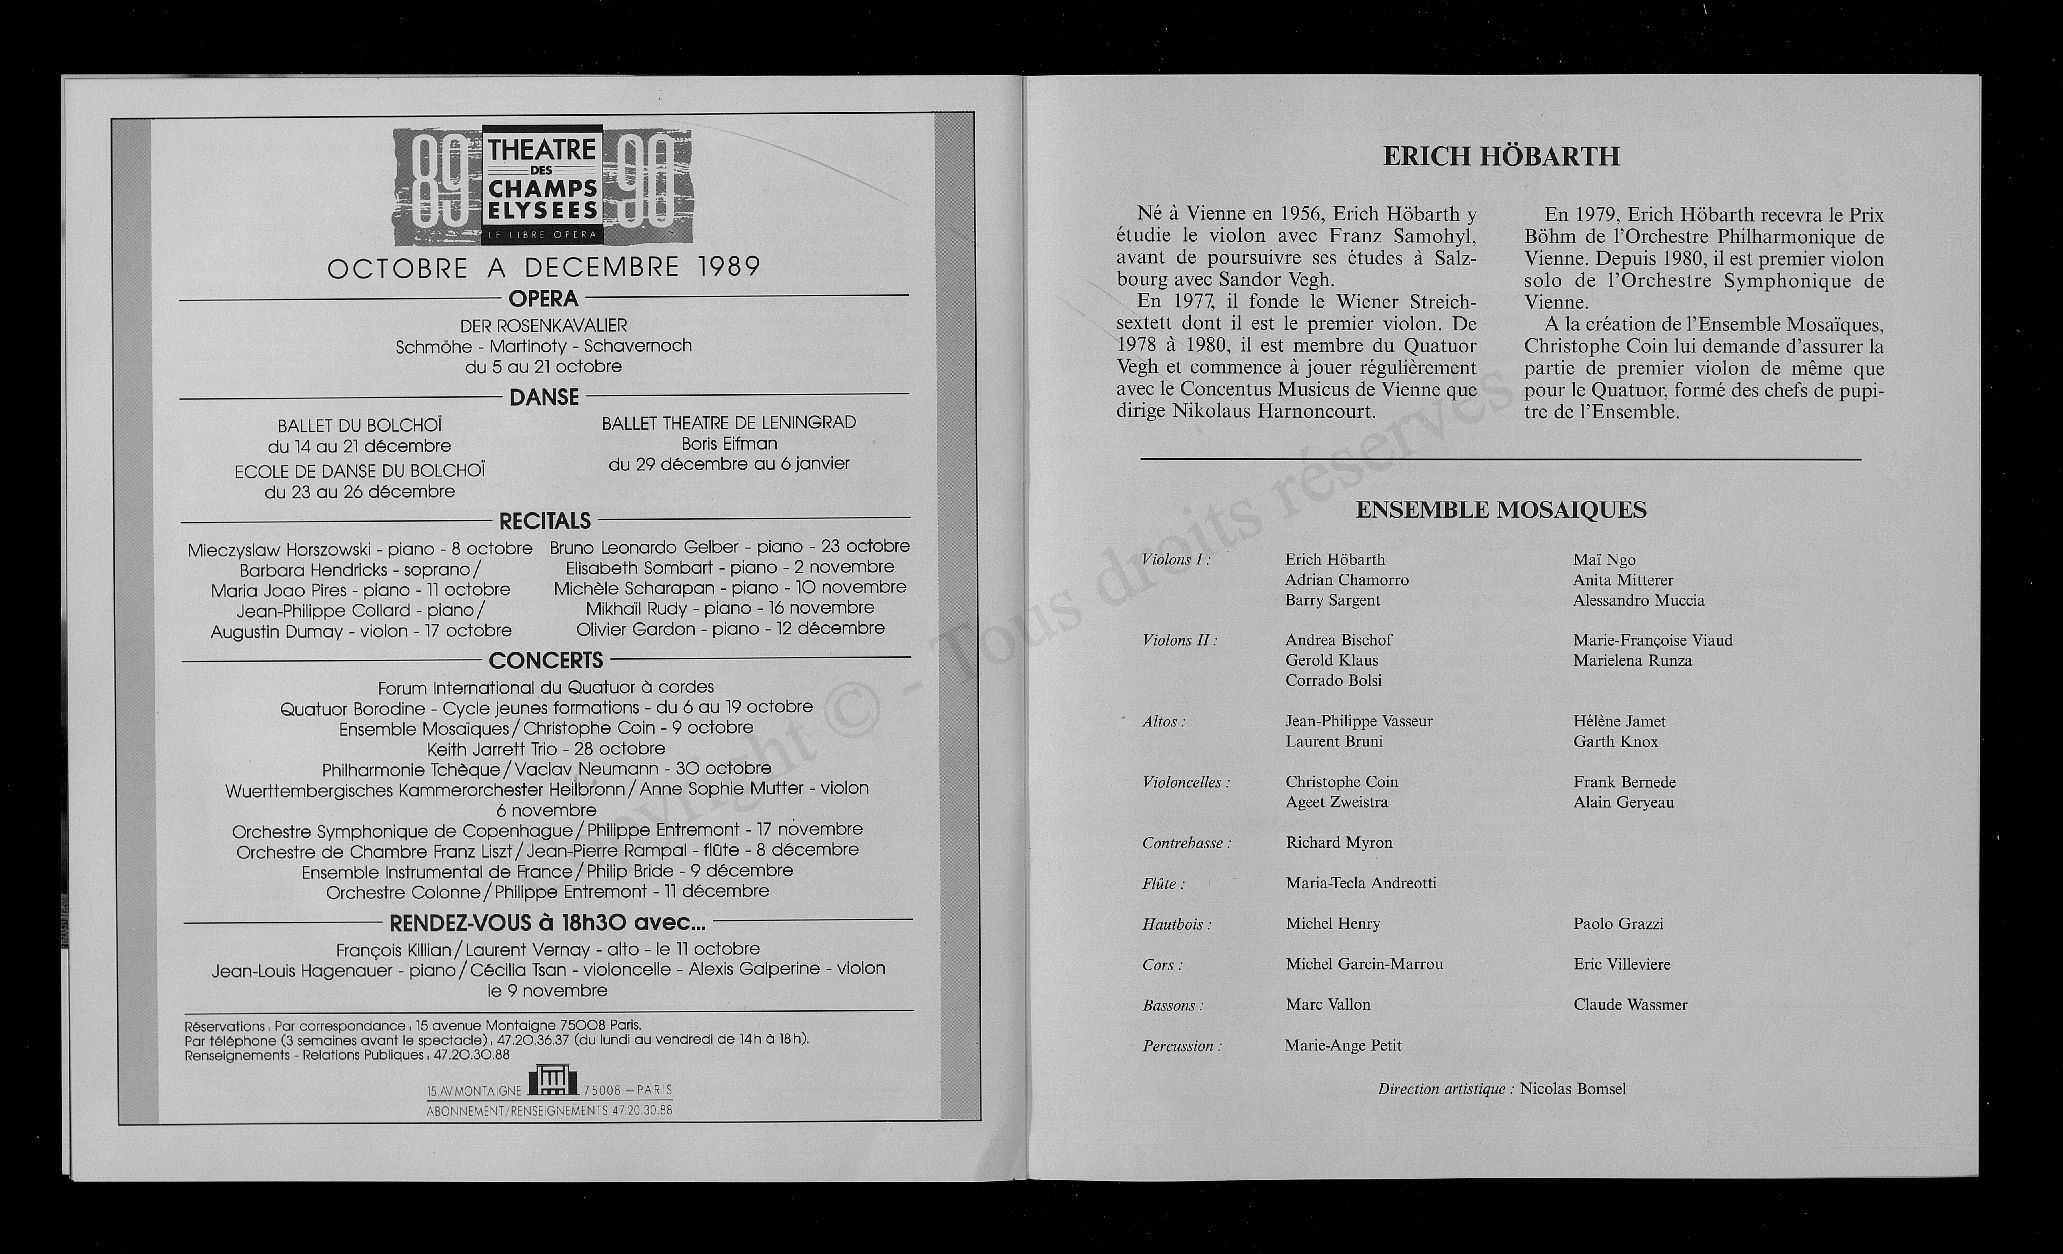 89 THEATRE DES CHAMPS ELYSEES 90
LE LIBRE OPERA
OCTOBRE A DECEMBRE 1989
OPERA
DER ROSENKAVALIER
Schmöhe - Martinoty - Schavernoch
du 5 au 21 octobre
DANSE
BALLET DU BOLCHOÏ
du 14 au 21 décembre
ECOLE DE DANSE DU BOLCHOÏ
du 23 au 26 décembre
BALLET THEATRE DE LENINGRAD
Boris Eifman
du 29 décembre au 6 janvier
RECITALS
Mieczyslaw Horszowski - piano - 8 octobre
Barbara Hendricks - soprano /
Maria Joao Pires - piano - 11 octobre
Jean-Philippe Collard - piano /
Augustin Dumay - violon - 17 octobre
Bruno Leonardo Gelber - piano - 23 octobre
Elisabeth Sombart - piano - 2 novembre
Michèle Scharapan - piano - 10 novembre
Mikhaïl Rudy - piano - 16 novembre
Olivier Gardon - piano - 12 décembre
CONCERTS
Forum International du Quatuor à cordes
Quatuor Borodine - Cycle jeunes formations - du 6 au 19 octobre
Ensemble Mosaïques / Christophe Coin - 9 octobre
Keith Jarrett Trio - 28 octobre
Philharmonie Tchèque / Vaclav Neumann - 30 octobre
Wuerttembergisches Kammerorchester Heilbronn / Anne Sophie Mutter - violon
6 novembre
Orchestre Symphonique de Copenhague / Philippe Entremont - 17 novembre
Orchestre de Chambre Franz Liszt / Jean-Pierre Rampal - flûte - 8 décembre
Ensemble Instrumental de France / Philip Bride - 9 décembre
Orchestre Colonne / Philippe Entremont - 11 décembre
RENDEZ-VOUS à 18h30 avec...
François Killian / Laurent Vernay - alto - le 11 octobre
Jean-Louis Hagenauer - piano / Cécilia Tsan - violoncelle - Alexis Galperine - violon
le 9 novembre
Réservations : Par correspondance : 15 avenue Montaigne 75008 Paris.
Par téléphone (3 semaines avant le spectacle) : 47.20.36.37 (du lundi au vendredi de 14h à 18h).
Renseignements - Relations Publiques : 47.20.30.88
15 AV MONTAIGNE 75008 – PARIS
ABONNEMENT/RENSEIGNEMENTS 47.20.30.88
ERICH HÖBARTH
Né à Vienne en 1956, Erich Höbarth y
étudie le violon avec Franz Samohyl,
avant de poursuivre ses études à Salz-
bourg avec Sandor Vegh.
En 1977, il fonde le Wiener Streich-
sextett dont il est le premier violon. De
1978 à 1980, il est membre du Quatuor
Vegh et commence à jouer régulièrement
avec le Concentus Musicus de Vienne que
dirige Nikolaus Harnoncourt.
En 1979, Erich Höbarth recevra le Prix
Böhm de l'Orchestre Philharmonique de
Vienne. Depuis 1980, il est premier violon
solo de l'Orchestre Symphonique de
Vienne.
A la création de l'Ensemble Mosaïques,
Christophe Coin lui demande d'assurer la
partie de premier violon de même que
pour le Quatuor, formé des chefs de pupi-
tre de l'Ensemble.
ENSEMBLE MOSAIQUES
Violons I : Erich Höbarth Maï Ngo
Adrian Chamorro Anita Mitterer
Barry Sargent Alessandro Muccia
Violons II : Andrea Bischof Marie-Françoise Viaud
Gerold Klaus Marielena Runza
Corrado Bolsi
Altos : Jean-Philippe Vasseur Hélène Jamet
Laurent Bruni Garth Knox
Violoncelles : Christophe Coin Frank Bernede
Ageet Zweistra Alain Geryeau
Contrebasse : Richard Myron
Flûte : Maria-Tecla Andreotti
Hautbois : Michel Henry Paolo Grazzi
Cors : Michel Garcin-Marrou Eric Villeviere
Bassons : Marc Vallon Claude Wassmer
Percussion : Marie-Ange Petit
Direction artistique : Nicolas Bomsel
Copyright © - Tous droits réservés